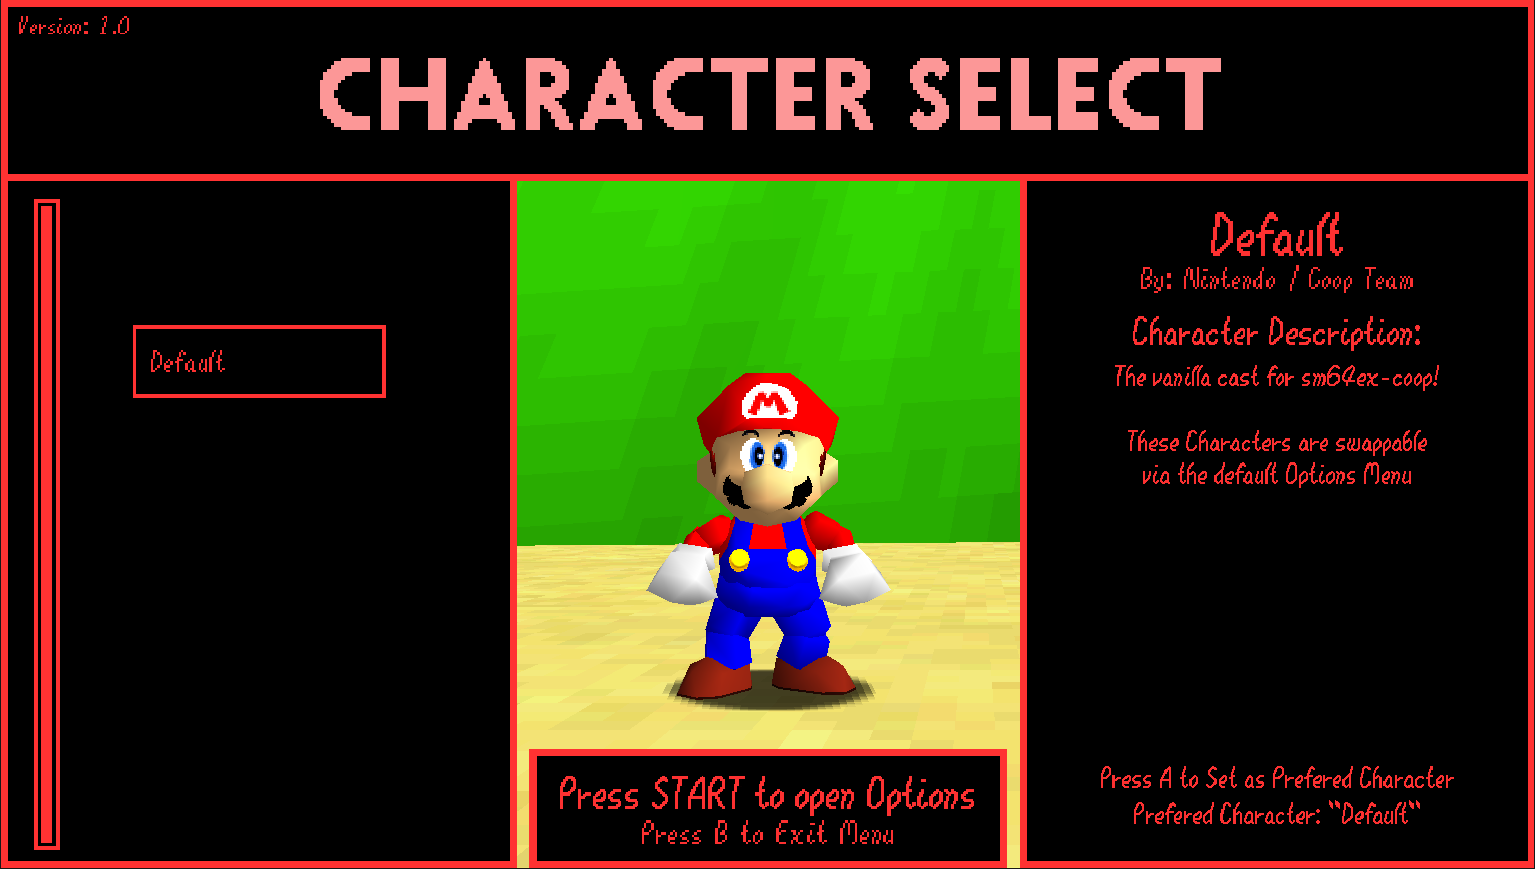 Version: 1.0
CHARACTER SELECT
Default
M
Press START to open Options
Press B to Exit Menu
Default
By: Nintendo / Coop Team
Character Description:
The vanilla cast for sm64ex-coop!
These Characters are swappable
via the default Options Menu
Press A to Set as Prefered Character
Prefered Character: "Default"